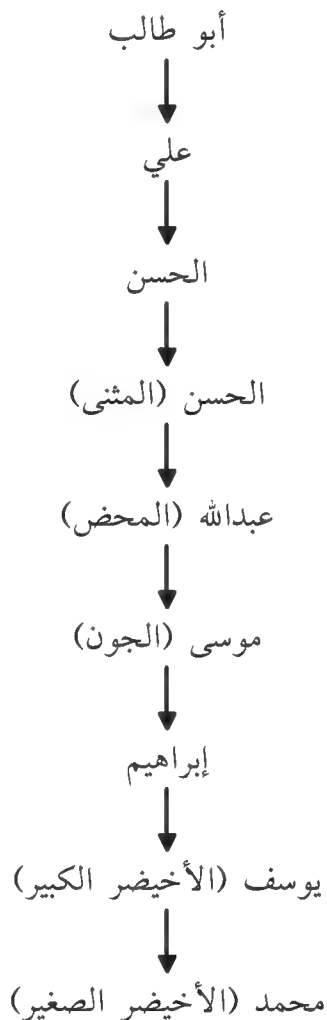 أبو طالب
علي
الحسن
الحسن (المثنى)
عبدالله (المحض)
موسى (الجون)
إبراهيم
يوسف (الأخيضر الكبير)
محمد (الأخيضر الصغير)